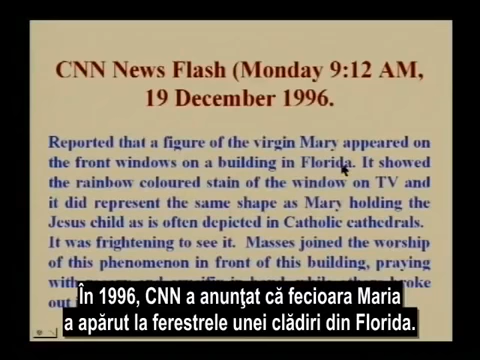 CNN News Flash (Monday 9:12 AM,
19 December 1996.
Reported that a figure of the virgin Mary appeared on
the front windows on a building in Florida. It showed
the rainbow coloured stain of the window on TV and
it did represent the same shape as Mary holding the
Jesus child as is often depicted in Catholic cathedrals.
It was frightening to see it. Masses joined the worship
of this phenomenon in front of this building, praying
with
broke
out
În 1996, CNN a anunţat că fecioara Maria
a apărut la ferestrele unei clădiri din Florida.